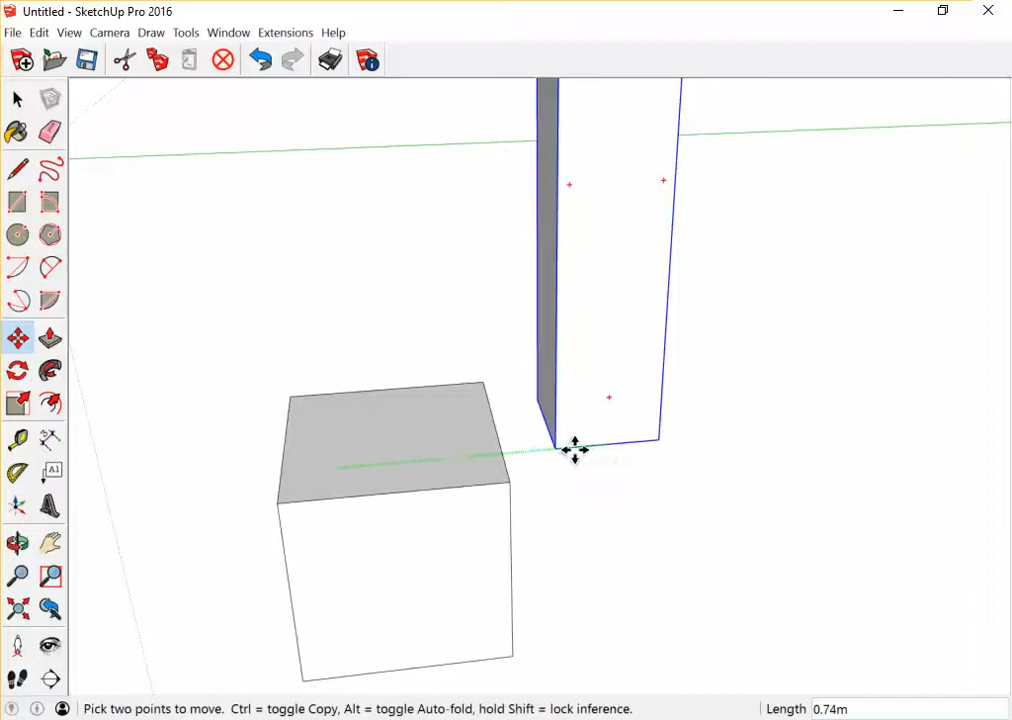 Untitled - SketchUp Pro 2016
File Edit View Camera Draw Tools Window Extensions Help
A1
Pick two points to move. Ctrl = toggle Copy, Alt = toggle Auto-fold, hold Shift = lock inference.
Length 0.74m